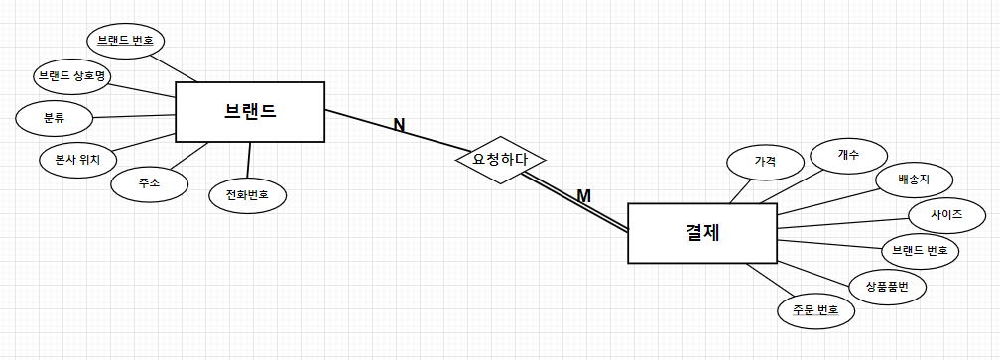 브랜드 번호
브랜드 상호명
분류
본사 위치
주소
전화번호
브랜드
N
요청하다
M
결제
가격
개수
배송지
사이즈
브랜드 번호
상품품번
주문 번호